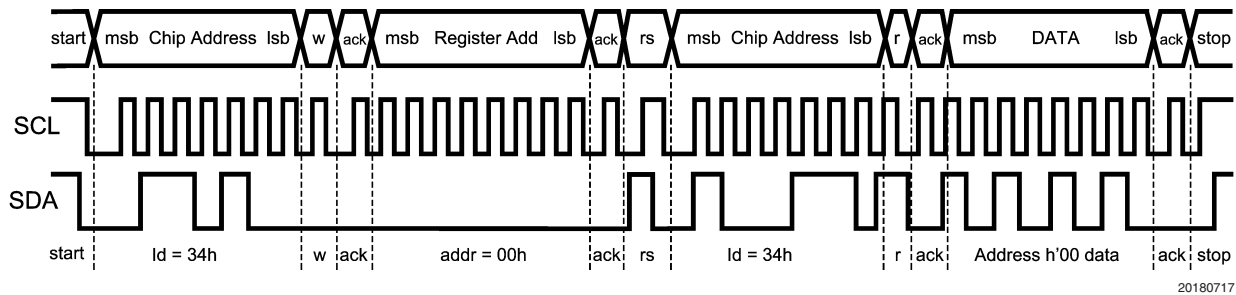 start msb Chip Address lsb w ack msb Register Add lsb ack rs msb Chip Address lsb r ack msb DATA lsb ack stop
SCL
SDA
start Id = 34h w ack addr = 00h ack rs Id = 34h r ack Address h'00 data ack stop
20180717